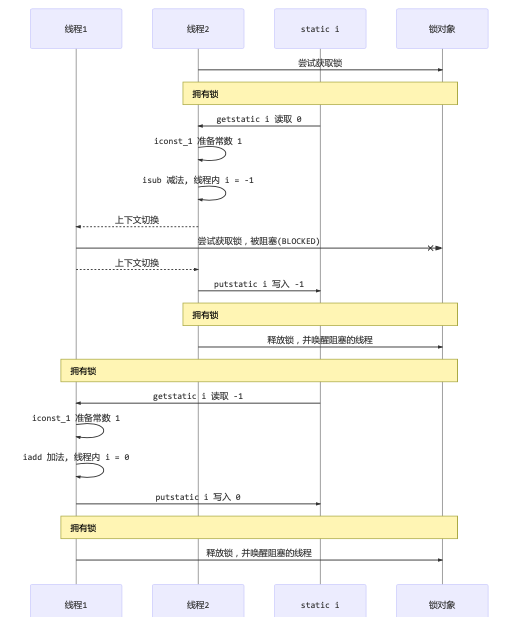 线程1
线程2
static i
锁对象
尝试获取锁
拥有锁
getstatic i 读取 0
iconst_1 准备常数 1
isub 减法, 线程内 i = -1
上下文切换
尝试获取锁，被阻塞(BLOCKED)
上下文切换
putstatic i 写入 -1
拥有锁
释放锁，并唤醒阻塞的线程
拥有锁
getstatic i 读取 -1
iconst_1 准备常数 1
iadd 加法, 线程内 i = 0
putstatic i 写入 0
拥有锁
释放锁，并唤醒阻塞的线程
线程1
线程2
static i
锁对象